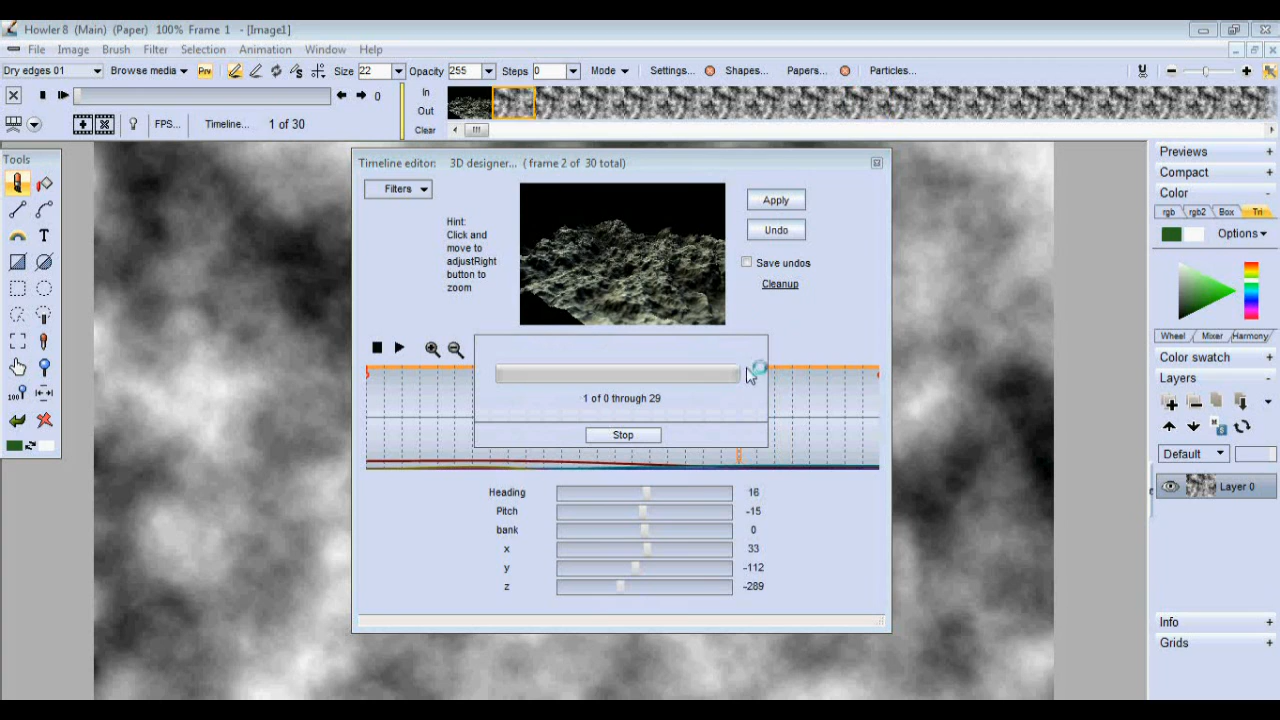 Howler 8 (Main) (Paper) 100% Frame 1 - [Image1]
File Image Brush Filter Selection Animation Window Help
Dry edges 01 Browse media Prv Size 22 Opacity 255 Steps 0 Mode Settings... Shapes... Papers... Particles...
0
In
Out
Clear
FPS... Timeline... 1 of 30
Tools
T
Timeline editor: 3D designer... ( frame 2 of 30 total)
Filters
Hint:
Click and
move to
adjustRight
button to
zoom
Apply
Undo
Save undos
Cleanup
1 of 0 through 29
Stop
Heading 16
Pitch -15
bank 0
x 33
y -112
z -289
Previews +
Compact +
Color -
rgb rgb2 Box Tri
Options
Wheel Mixer Harmony
Color swatch +
Layers -
Default
Layer 0
Info +
Grids +